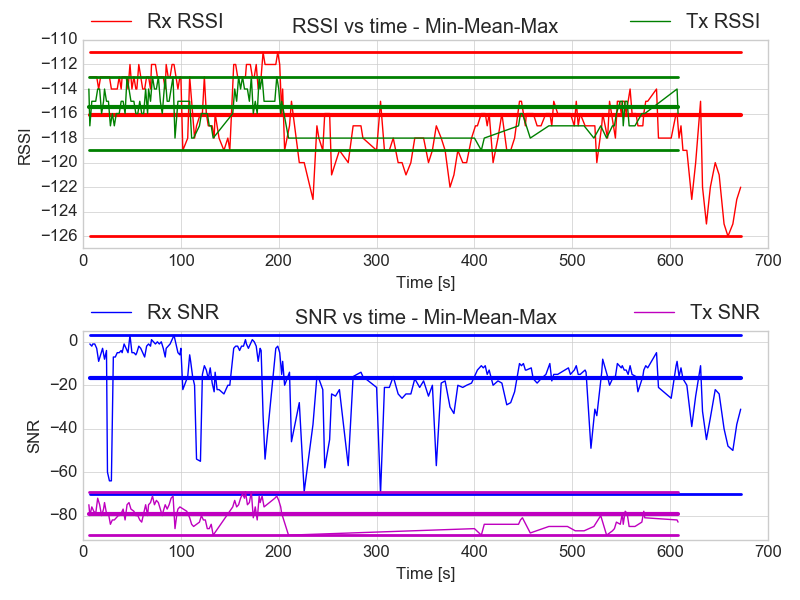 Rx RSSI RSSI vs time - Min-Mean-Max Tx RSSI
−110
−112
−114
−116
−118
−120
−122
−124
−126
RSSI
0 100 200 300 400 500 600 700
Time [s]
Rx SNR SNR vs time - Min-Mean-Max Tx SNR
0
−20
−40
−60
−80
SNR
0 100 200 300 400 500 600 700
Time [s]